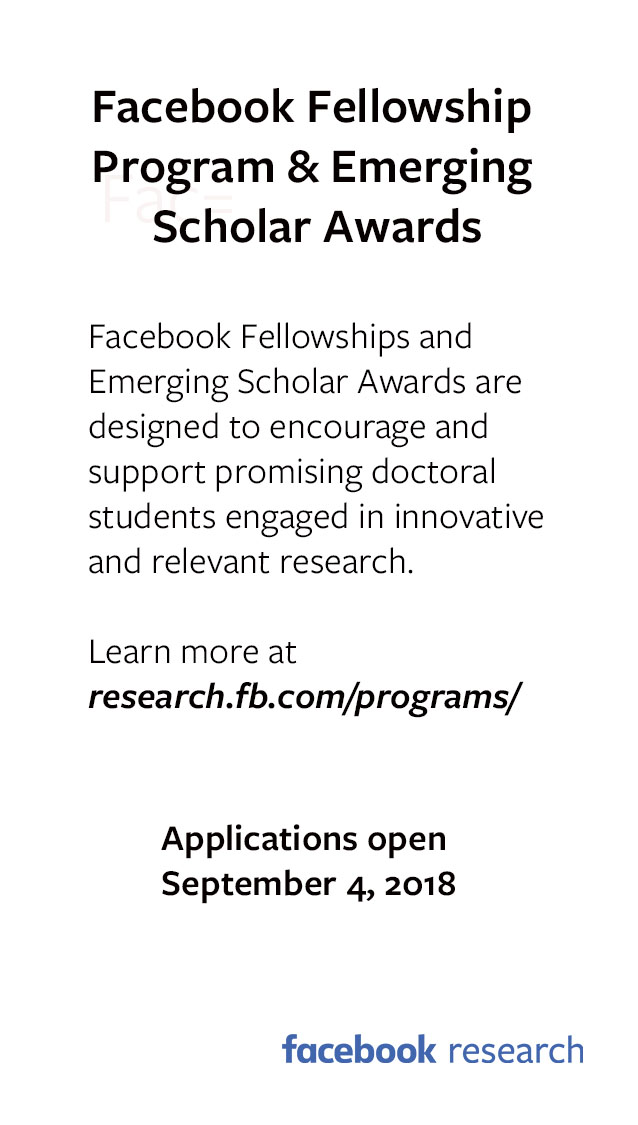 Facebook Fellowship
Program & Emerging
Scholar Awards
Facebook Fellowships and
Emerging Scholar Awards are
designed to encourage and
support promising doctoral
students engaged in innovative
and relevant research.
Learn more at
research.fb.com/programs/
Applications open
September 4, 2018
facebook research